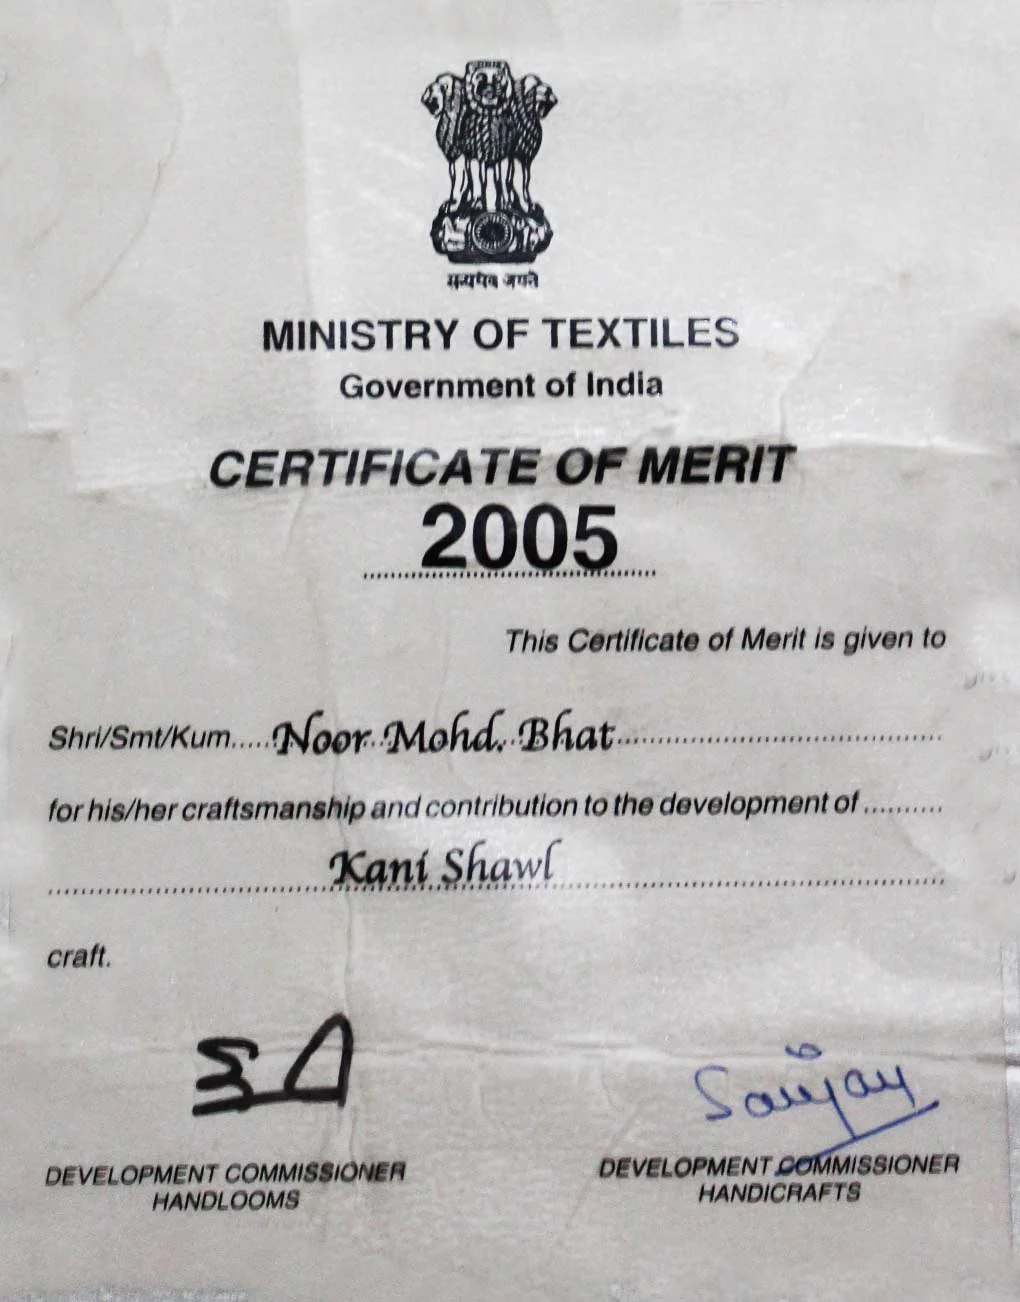 सत्यमेव जयते
MINISTRY OF TEXTILES
Government of India
CERTIFICATE OF MERIT
2005
This Certificate of Merit is given to
Shri/Smt/Kum.....Noor Mohd. Bhat
for his/her craftsmanship and contribution to the development of ..........
Kani Shawl
craft.
Sanjay
DEVELOPMENT COMMISSIONER
HANDLOOMS
DEVELOPMENT COMMISSIONER
HANDICRAFTS